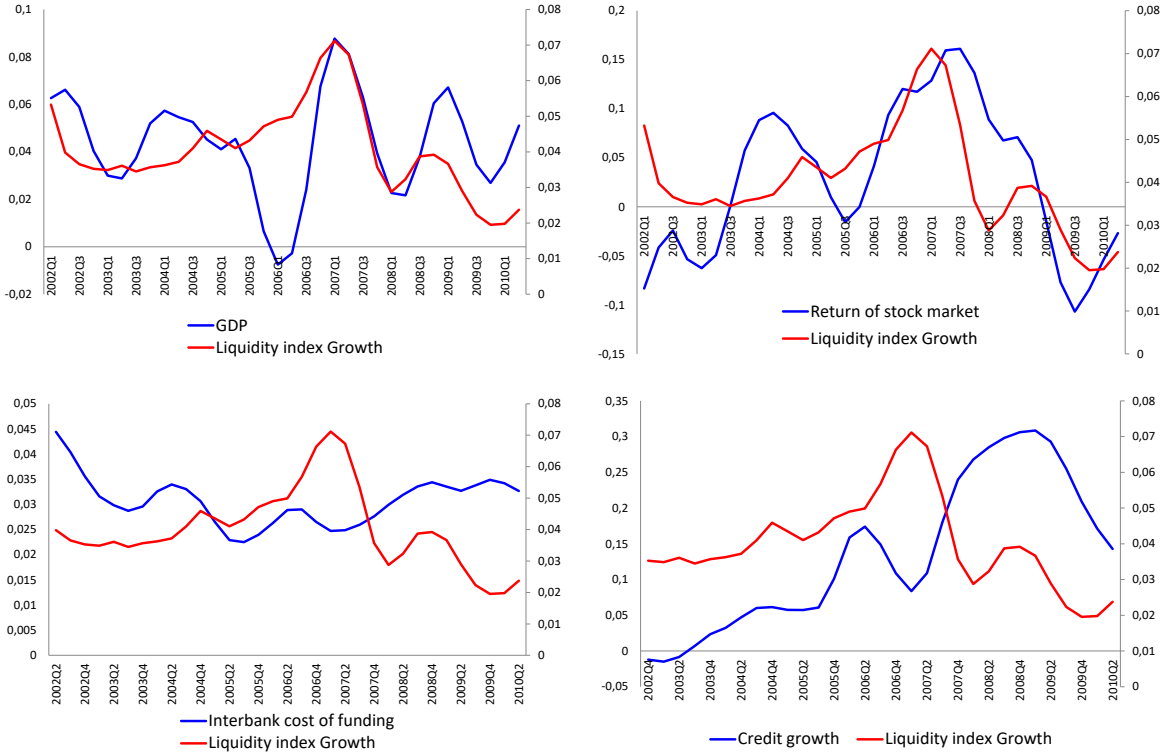 0,1
0,08
0,06
0,04
0,02
0
-0,02
0,08
0,07
0,06
0,05
0,04
0,03
0,02
0,01
0
2002Q1
2002Q3
2003Q1
2003Q3
2004Q1
2004Q3
2005Q1
2005Q3
2006Q1
2006Q3
2007Q1
2007Q3
2008Q1
2008Q3
2009Q1
2009Q3
2010Q1
GDP
Liquidity index Growth
0,2
0,15
0,1
0,05
0
-0,05
-0,1
-0,15
0,08
0,07
0,06
0,05
0,04
0,03
0,02
0,01
0
2002Q1
2002Q3
2003Q1
2003Q3
2004Q1
2004Q3
2005Q1
2005Q3
2006Q1
2006Q3
2007Q1
2007Q3
2008Q1
2008Q3
2009Q1
2009Q3
2010Q1
Return of stock market
Liquidity index Growth
0,05
0,045
0,04
0,035
0,03
0,025
0,02
0,015
0,01
0,005
0
0,08
0,07
0,06
0,05
0,04
0,03
0,02
0,01
0
2002Q2
2002Q4
2003Q2
2003Q4
2004Q2
2004Q4
2005Q2
2005Q4
2006Q2
2006Q4
2007Q2
2007Q4
2008Q2
2008Q4
2009Q2
2009Q4
2010Q2
Interbank cost of funding
Liquidity index Growth
0,35
0,3
0,25
0,2
0,15
0,1
0,05
0
-0,05
0,08
0,07
0,06
0,05
0,04
0,03
0,02
0,01
0
2002Q4
2003Q2
2003Q4
2004Q2
2004Q4
2005Q2
2005Q4
2006Q2
2006Q4
2007Q2
2007Q4
2008Q2
2008Q4
2009Q2
2009Q4
2010Q2
Credit growth
Liquidity index Growth